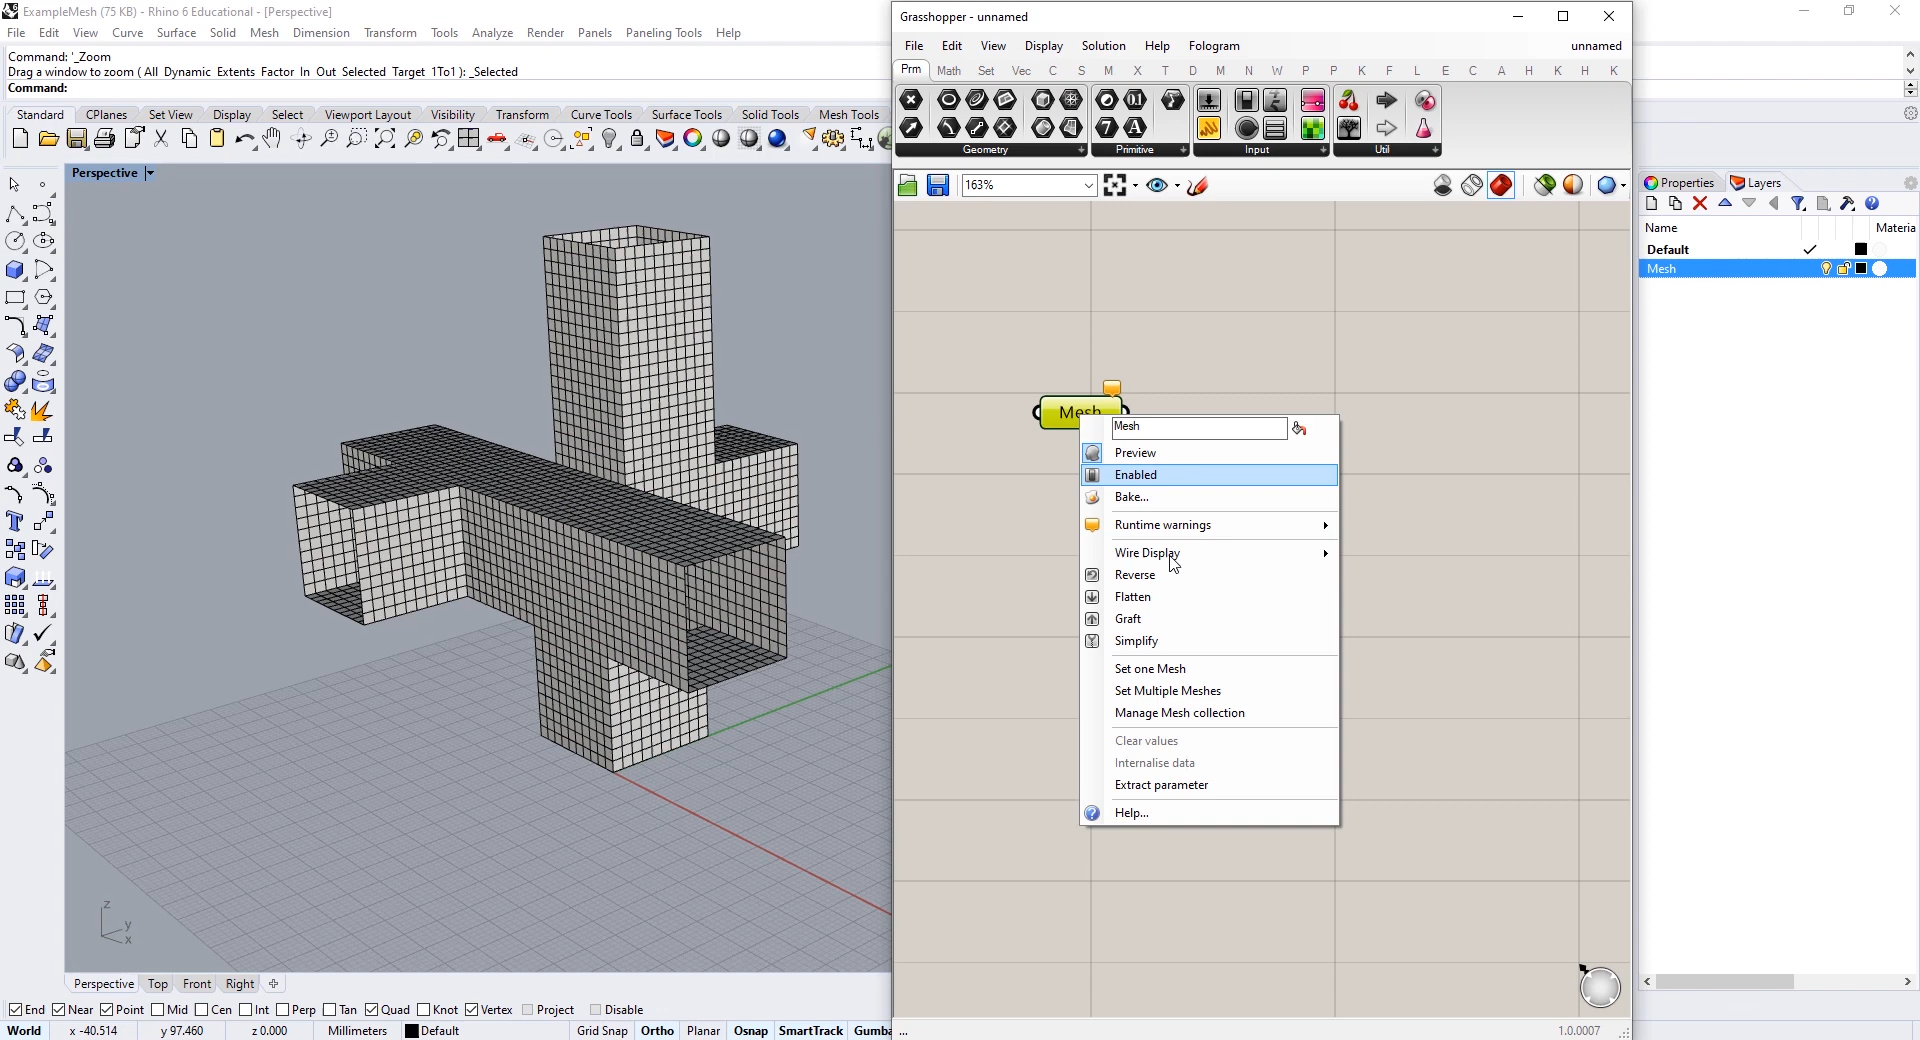 ExampleMesh (75 KB) - Rhino 6 Educational - [Perspective]
File Edit View Curve Surface Solid Mesh Dimension Transform Tools Analyze Render Panels Paneling Tools Help
Command: '_Zoom
Drag a window to zoom ( All Dynamic Extents Factor In Out Selected Target 1To1 ): _Selected
Command:
Standard CPlanes Set View Display Select Viewport Layout Visibility Transform Curve Tools Surface Tools Solid Tools Mesh Tools
Perspective
z
y
x
Perspective Top Front Right
End Near Point Mid Cen Int Perp Tan Quad Knot Vertex Project Disable
World x -40.514 y 97.460 z 0.000 Millimeters Default Grid Snap Ortho Planar Osnap SmartTrack Gumba
Grasshopper - unnamed
File Edit View Display Solution Help Fologram unnamed
Prm Math Set Vec C S M X T D M N W P P K F L E C A H K H K
Geometry Primitive Input Util
163%
Mesh
Mesh
Preview
Enabled
Bake...
Runtime warnings
Wire Display
Reverse
Flatten
Graft
Simplify
Set one Mesh
Set Multiple Meshes
Manage Mesh collection
Clear values
Internalise data
Extract parameter
Help...
... 1.0.0007
Properties Layers
Name Materia
Default
Mesh